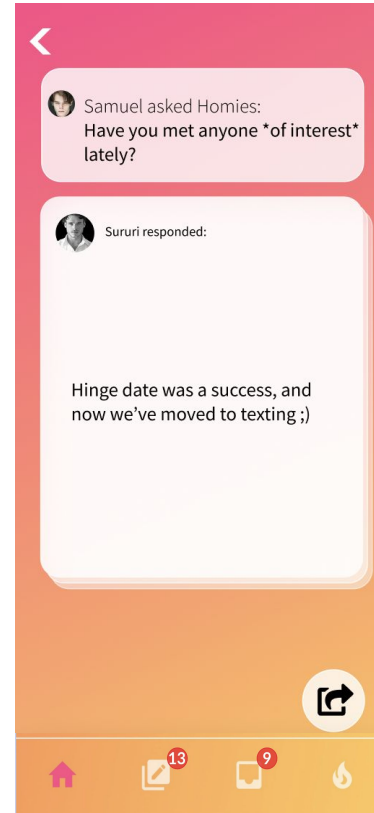 Samuel asked Homies:
Have you met anyone *of interest*
lately?
Sururi responded:
Hinge date was a success, and
now we’ve moved to texting ;)
13
9